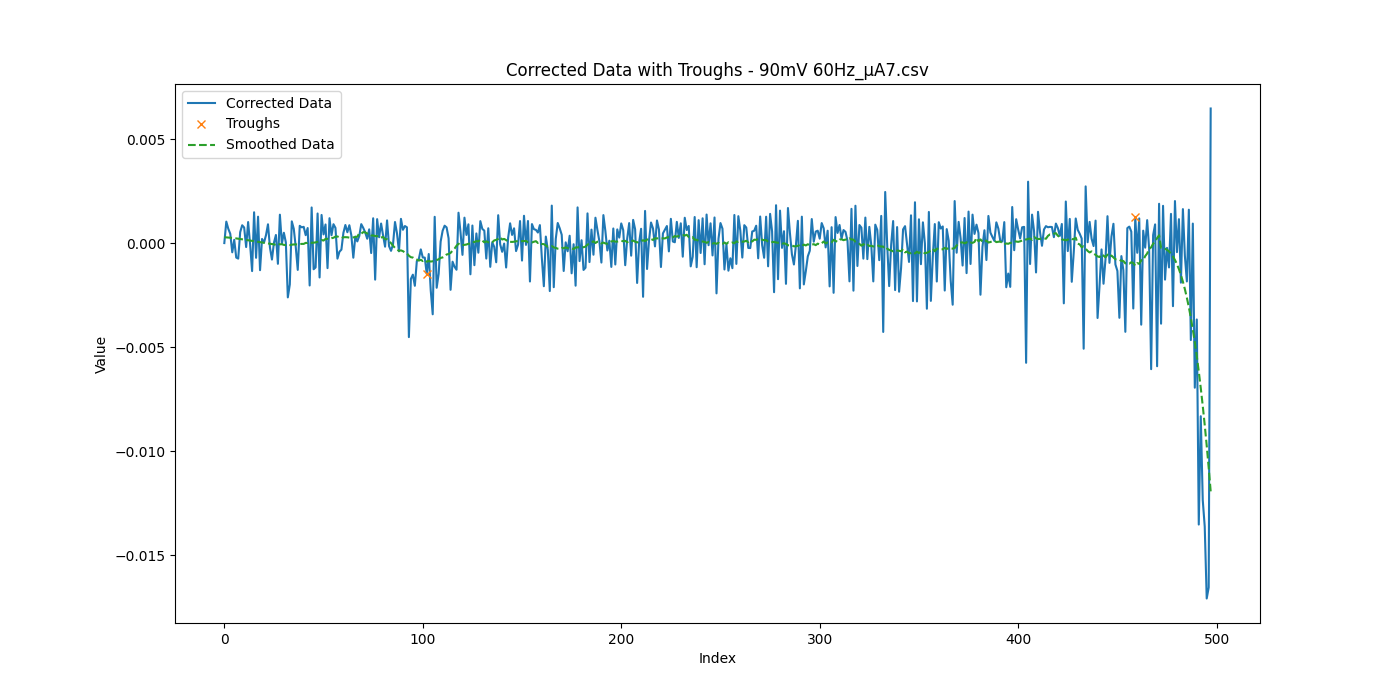 Corrected Data with Troughs - 90mV 60Hz_µA7.csv
Corrected Data
Troughs
Smoothed Data
0.005
0.000
−0.005
−0.010
−0.015
Value
0 100 200 300 400 500
Index